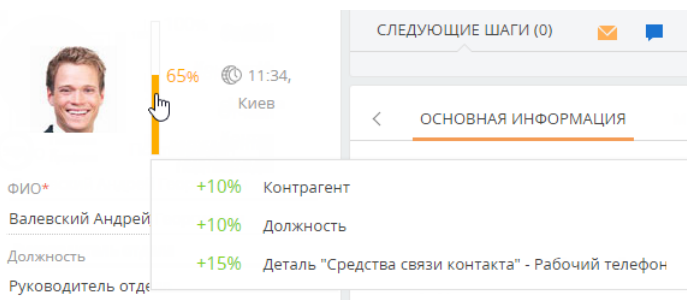 СЛЕДУЮЩИЕ ШАГИ (0)
65%
11:34,
Киев
ОСНОВНАЯ ИНФОРМАЦИЯ
ФИО*
Валевский Андрей
Должность
Руководитель отде
+10% Контрагент
+10% Должность
+15% Деталь "Средства связи контакта" - Рабочий телефон